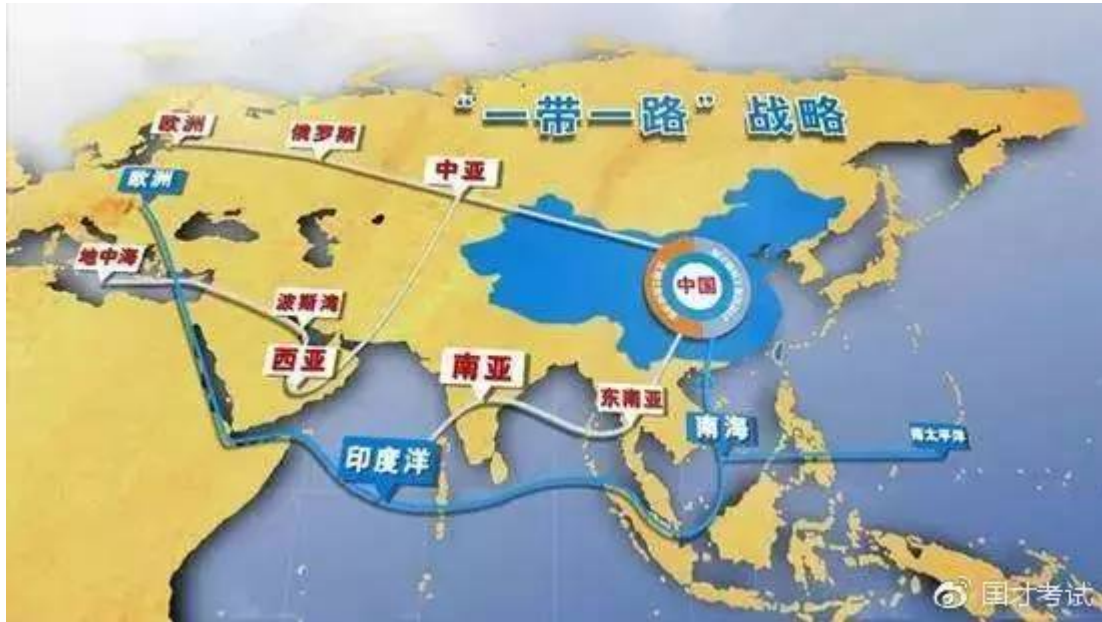 “一带一路”战略
欧洲
俄罗斯
中亚
欧洲
地中海
波斯湾
西亚
南亚
东南亚
中国
印度洋
南海
南太平洋
国才考试